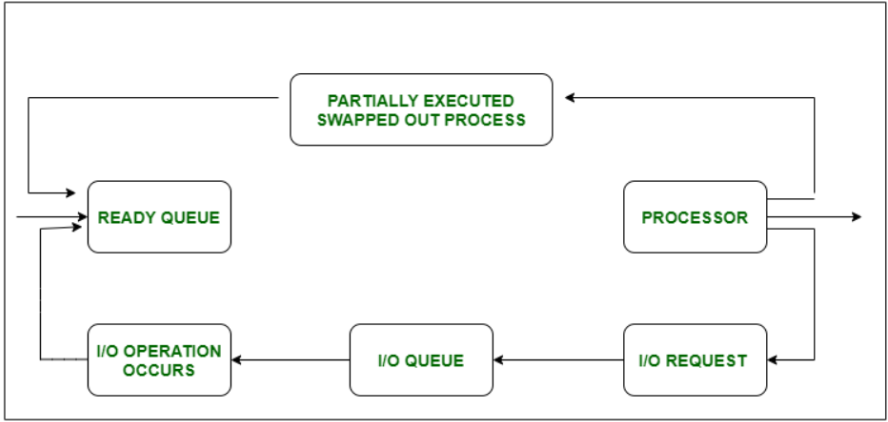 PARTIALLY EXECUTED
SWAPPED OUT PROCESS
READY QUEUE
PROCESSOR
I/O OPERATION
OCCURS
I/O QUEUE
I/O REQUEST